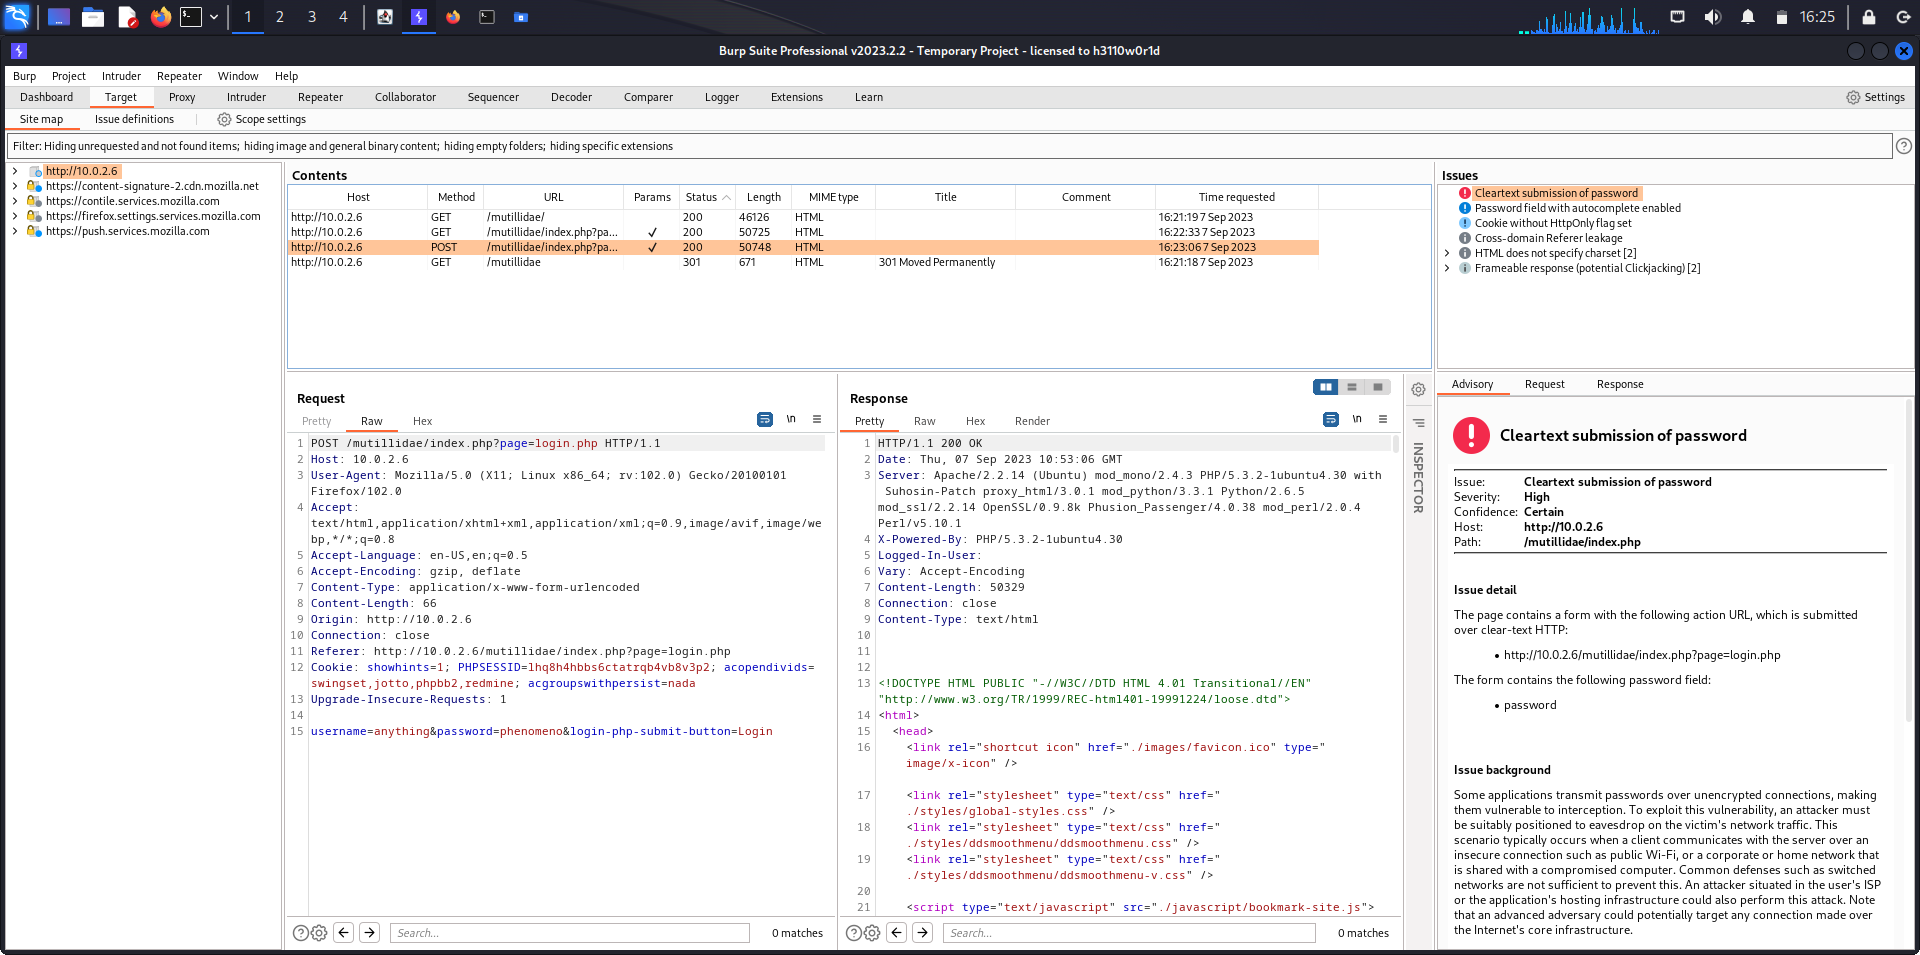 1 2 3 4 16:25
Burp Suite Professional v2023.2.2 - Temporary Project - licensed to h3110w0r1d
Burp Project Intruder Repeater Window Help
Dashboard Target Proxy Intruder Repeater Collaborator Sequencer Decoder Comparer Logger Extensions Learn Settings
Site map Issue definitions Scope settings
Filter: Hiding unrequested and not found items; hiding image and general binary content; hiding empty folders; hiding specific extensions
http://10.0.2.6
https://content-signature-2.cdn.mozilla.net
https://contile.services.mozilla.com
https://firefox.settings.services.mozilla.com
https://push.services.mozilla.com
Contents
Host Method URL Params Status Length MIME type Title Comment Time requested
http://10.0.2.6 GET /mutillidae/ 200 46126 HTML 16:21:19 7 Sep 2023
http://10.0.2.6 GET /mutillidae/index.php?pa... ✓ 200 50725 HTML 16:22:33 7 Sep 2023
http://10.0.2.6 POST /mutillidae/index.php?pa... ✓ 200 50748 HTML 16:23:06 7 Sep 2023
http://10.0.2.6 GET /mutillidae 301 671 HTML 301 Moved Permanently 16:21:18 7 Sep 2023
Issues
Cleartext submission of password
Password field with autocomplete enabled
Cookie without HttpOnly flag set
Cross-domain Referer leakage
HTML does not specify charset [2]
Frameable response (potential Clickjacking) [2]
Request
Pretty Raw Hex \n
1 POST /mutillidae/index.php?page=login.php HTTP/1.1
2 Host: 10.0.2.6
3 User-Agent: Mozilla/5.0 (X11; Linux x86_64; rv:102.0) Gecko/20100101
Firefox/102.0
4 Accept:
text/html,application/xhtml+xml,application/xml;q=0.9,image/avif,image/we
bp,*/*;q=0.8
5 Accept-Language: en-US,en;q=0.5
6 Accept-Encoding: gzip, deflate
7 Content-Type: application/x-www-form-urlencoded
8 Content-Length: 66
9 Origin: http://10.0.2.6
10 Connection: close
11 Referer: http://10.0.2.6/mutillidae/index.php?page=login.php
12 Cookie: showhints=1; PHPSESSID=lhq8h4hbbs6ctatrqb4vb8v3p2; acopendivids=
swingset,jotto,phpbb2,redmine; acgroupswithpersist=nada
13 Upgrade-Insecure-Requests: 1
14
15 username=anything&password=phenomeno&login-php-submit-button=Login
Search... 0 matches
Response
Pretty Raw Hex Render \n
1 HTTP/1.1 200 OK
2 Date: Thu, 07 Sep 2023 10:53:06 GMT
3 Server: Apache/2.2.14 (Ubuntu) mod_mono/2.4.3 PHP/5.3.2-1ubuntu4.30 with
Suhosin-Patch proxy_html/3.0.1 mod_python/3.3.1 Python/2.6.5
mod_ssl/2.2.14 OpenSSL/0.9.8k Phusion_Passenger/4.0.38 mod_perl/2.0.4
Perl/v5.10.1
4 X-Powered-By: PHP/5.3.2-1ubuntu4.30
5 Logged-In-User:
6 Vary: Accept-Encoding
7 Content-Length: 50329
8 Connection: close
9 Content-Type: text/html
10
11
12
13 <!DOCTYPE HTML PUBLIC "-//W3C//DTD HTML 4.01 Transitional//EN"
"http://www.w3.org/TR/1999/REC-html401-19991224/loose.dtd">
14 <html>
15 <head>
16 <link rel="shortcut icon" href="./images/favicon.ico" type="
image/x-icon" />
17 <link rel="stylesheet" type="text/css" href="
./styles/global-styles.css" />
18 <link rel="stylesheet" type="text/css" href="
./styles/ddsmoothmenu/ddsmoothmenu.css" />
19 <link rel="stylesheet" type="text/css" href="
./styles/ddsmoothmenu/ddsmoothmenu-v.css" />
20
21 <script type="text/javascript" src="./javascript/bookmark-site.js">
Search... 0 matches
INSPECTOR
Advisory Request Response
Cleartext submission of password
Issue: Cleartext submission of password
Severity: High
Confidence: Certain
Host: http://10.0.2.6
Path: /mutillidae/index.php
Issue detail
The page contains a form with the following action URL, which is submitted
over clear-text HTTP:
• http://10.0.2.6/mutillidae/index.php?page=login.php
The form contains the following password field:
• password
Issue background
Some applications transmit passwords over unencrypted connections, making
them vulnerable to interception. To exploit this vulnerability, an attacker must
be suitably positioned to eavesdrop on the victim's network traffic. This
scenario typically occurs when a client communicates with the server over an
insecure connection such as public Wi-Fi, or a corporate or home network that
is shared with a compromised computer. Common defenses such as switched
networks are not sufficient to prevent this. An attacker situated in the user's ISP
or the application's hosting infrastructure could also perform this attack. Note
that an advanced adversary could potentially target any connection made over
the Internet's core infrastructure.